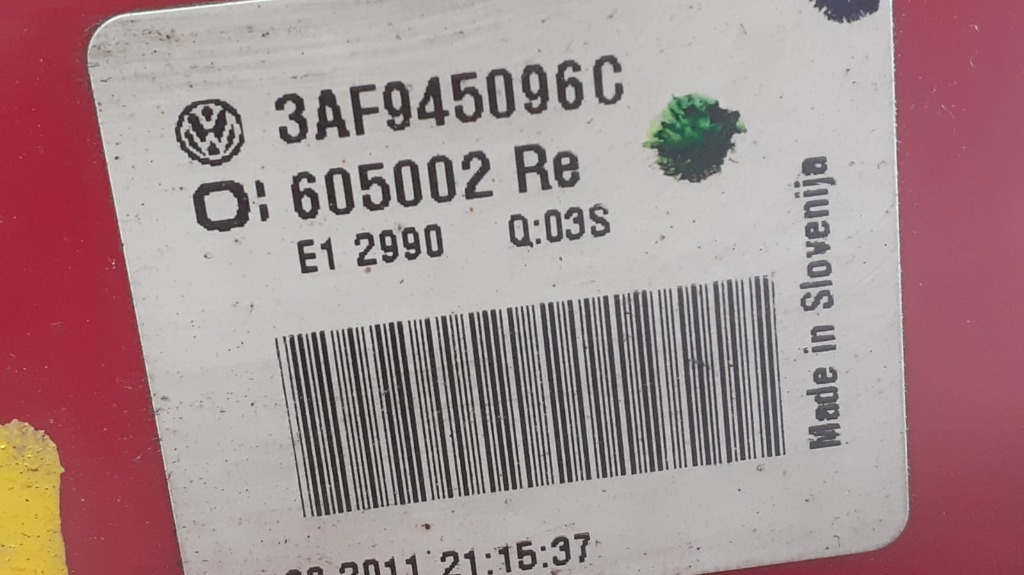 3AF945096C
O: 605002 Re
E1 2990 Q:03S
Made in Slovenija
2011 21:15:37